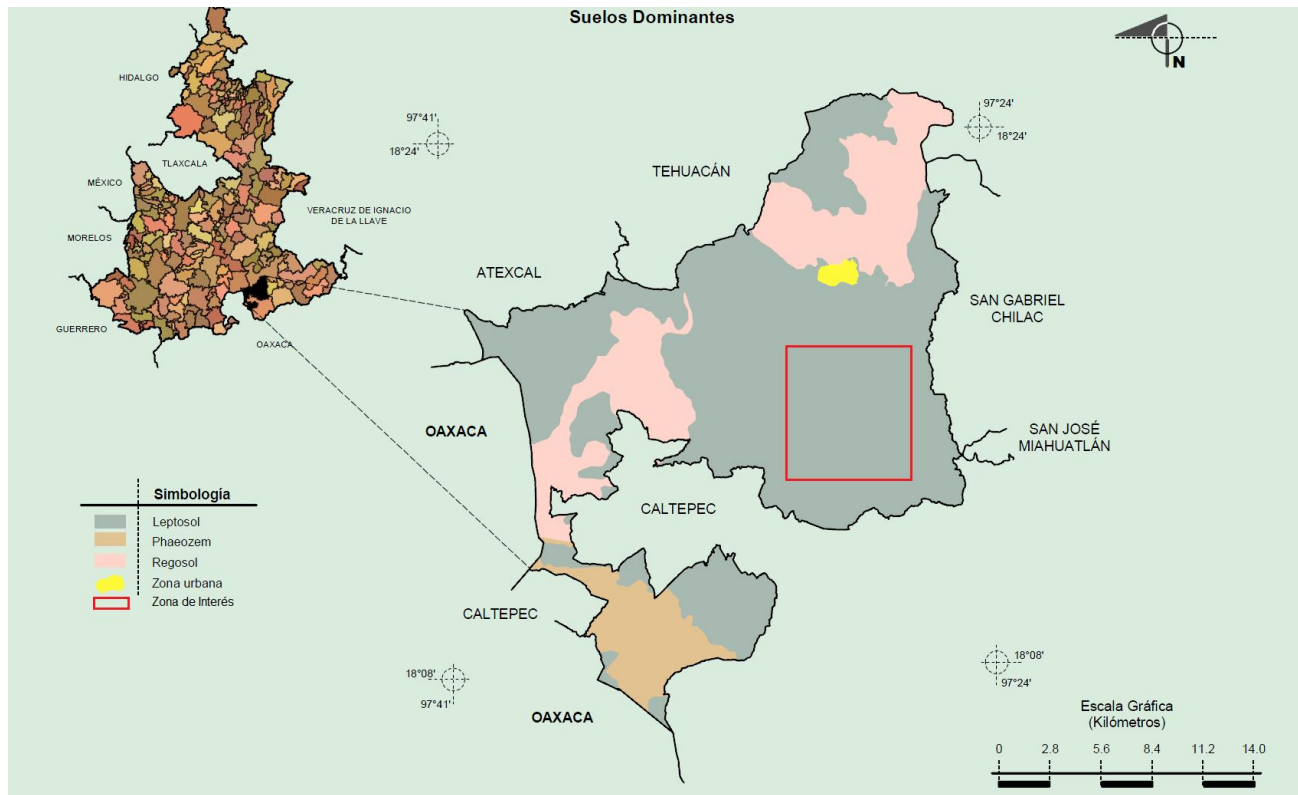 Suelos Dominantes
N
HIDALGO
TLAXCALA
MÉXICO
MORELOS
VERACRUZ DE IGNACIO
DE LA LLAVE
GUERRERO
OAXACA
97°41'
18°24'
97°24'
18°24'
TEHUACÁN
ATEXCAL
SAN GABRIEL
CHILAC
OAXACA
SAN JOSÉ
MIAHUATLÁN
CALTEPEC
Simbología
Leptosol
Phaeozem
Regosol
Zona urbana
Zona de Interés
CALTEPEC
18°08'
97°41'
18°08'
97°24'
OAXACA
Escala Gráfica
(Kilómetros)
0 2.8 5.6 8.4 11.2 14.0